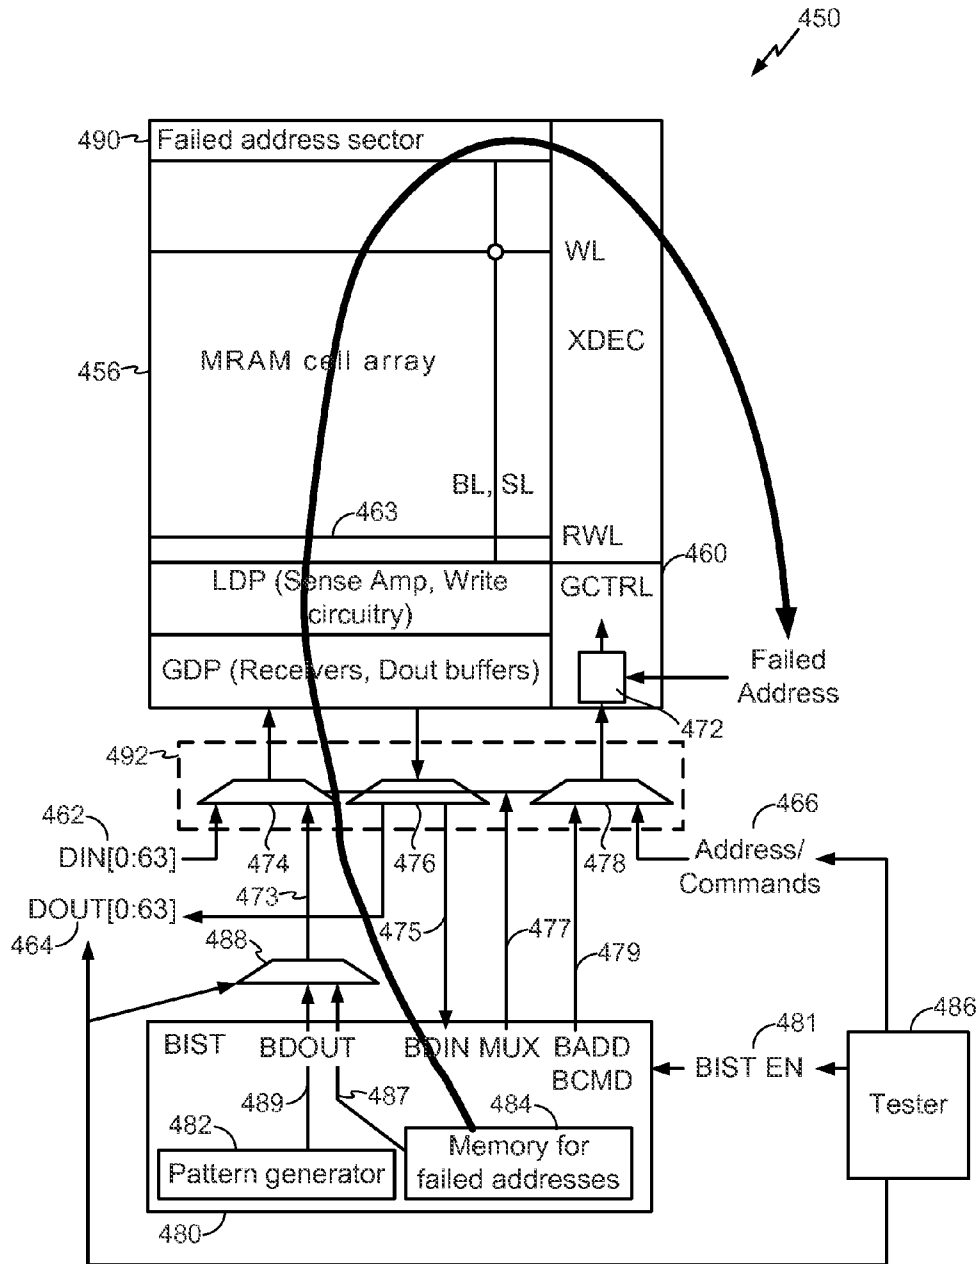 450
490
Failed address sector
WL
XDEC
456
MRAM cell array
BL, SL
463
RWL
460
LDP (Sense Amp, Write
circuitry)
GCTRL
GDP (Receivers, Dout buffers)
Failed
Address
472
492
462
DIN[0:63]
474
476
478
466
Address/
Commands
473
DOUT[0:63]
464
475
477
479
488
486
BIST
BDOUT
BDIN
MUX
BADD
BCMD
481
BIST EN
Tester
489
487
482
Pattern generator
484
Memory for
failed addresses
480